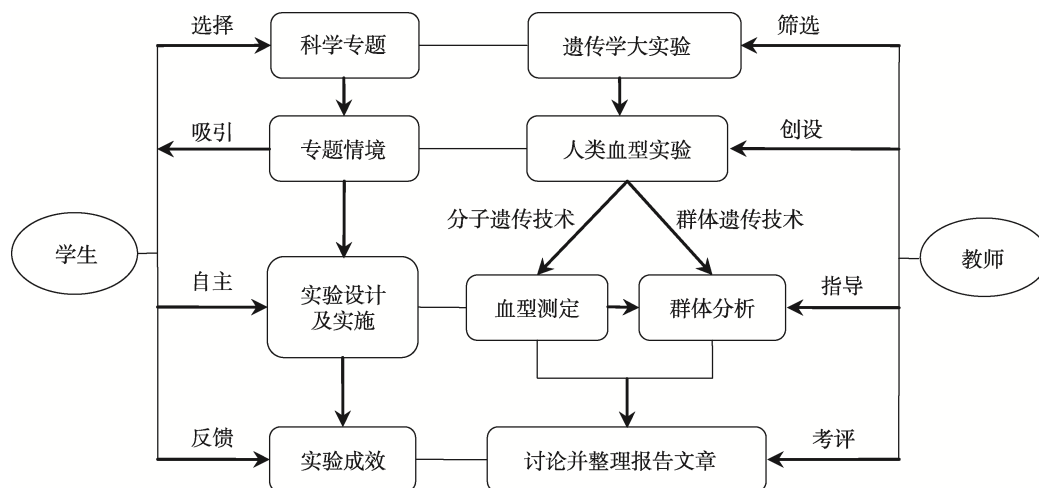 选择
科学专题
遗传学大实验
筛选
吸引
专题情境
人类血型实验
创设
分子遗传技术
群体遗传技术
学生
教师
自主
实验设计
及实施
血型测定
群体分析
指导
反馈
实验成效
讨论并整理报告文章
考评